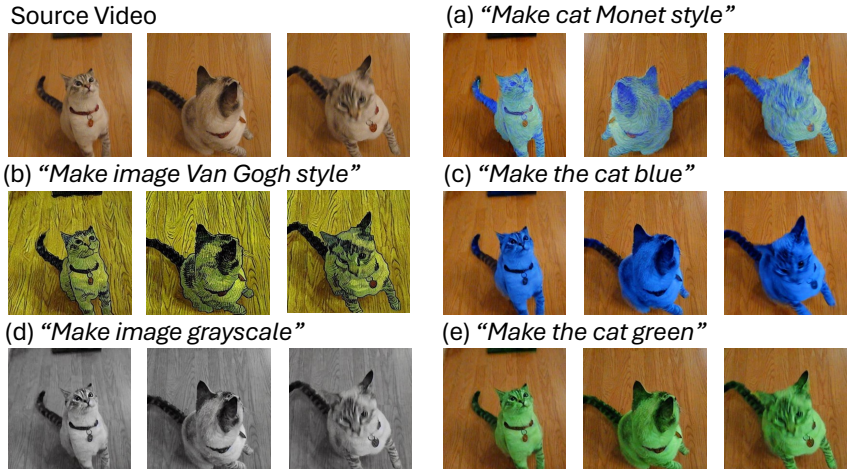 Source Video
(a) “Make cat Monet style”
(b) “Make image Van Gogh style”
(c) “Make the cat blue”
(d) “Make image grayscale”
(e) “Make the cat green”